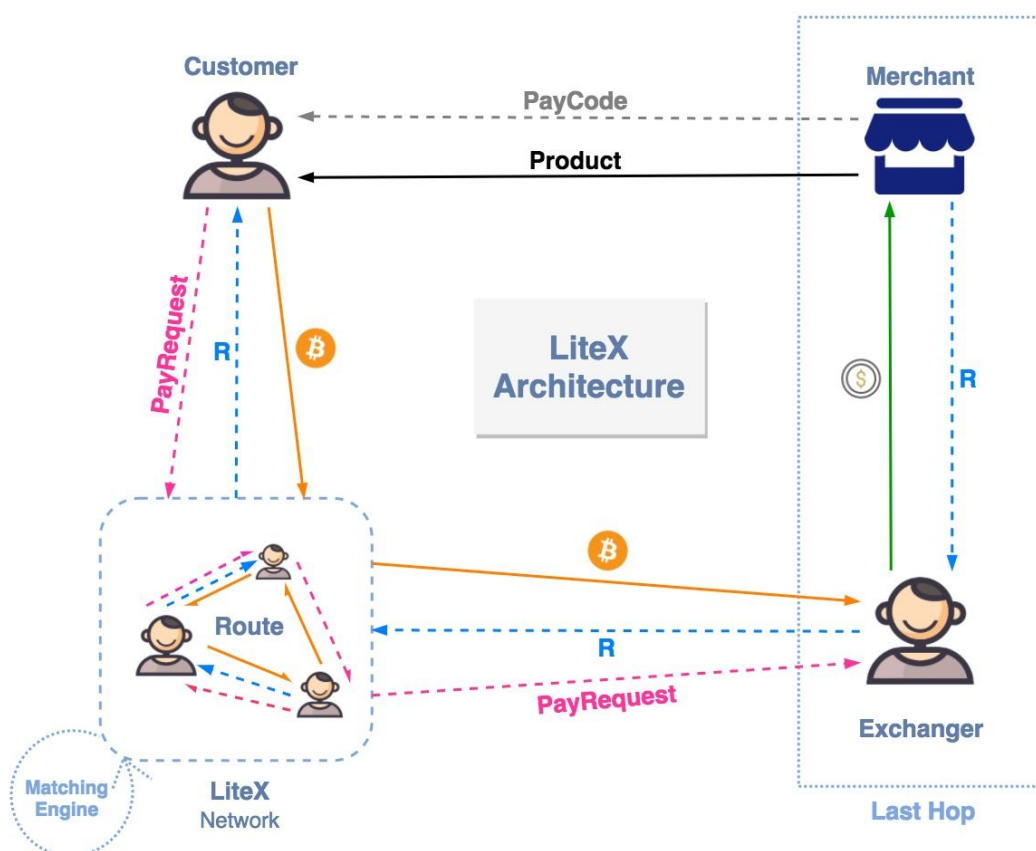 Customer
Merchant
PayCode
Product
PayRequest
R
₿
LiteX
Architecture
$
R
₿
Route
R
PayRequest
Exchanger
Matching
Engine
LiteX
Network
Last Hop